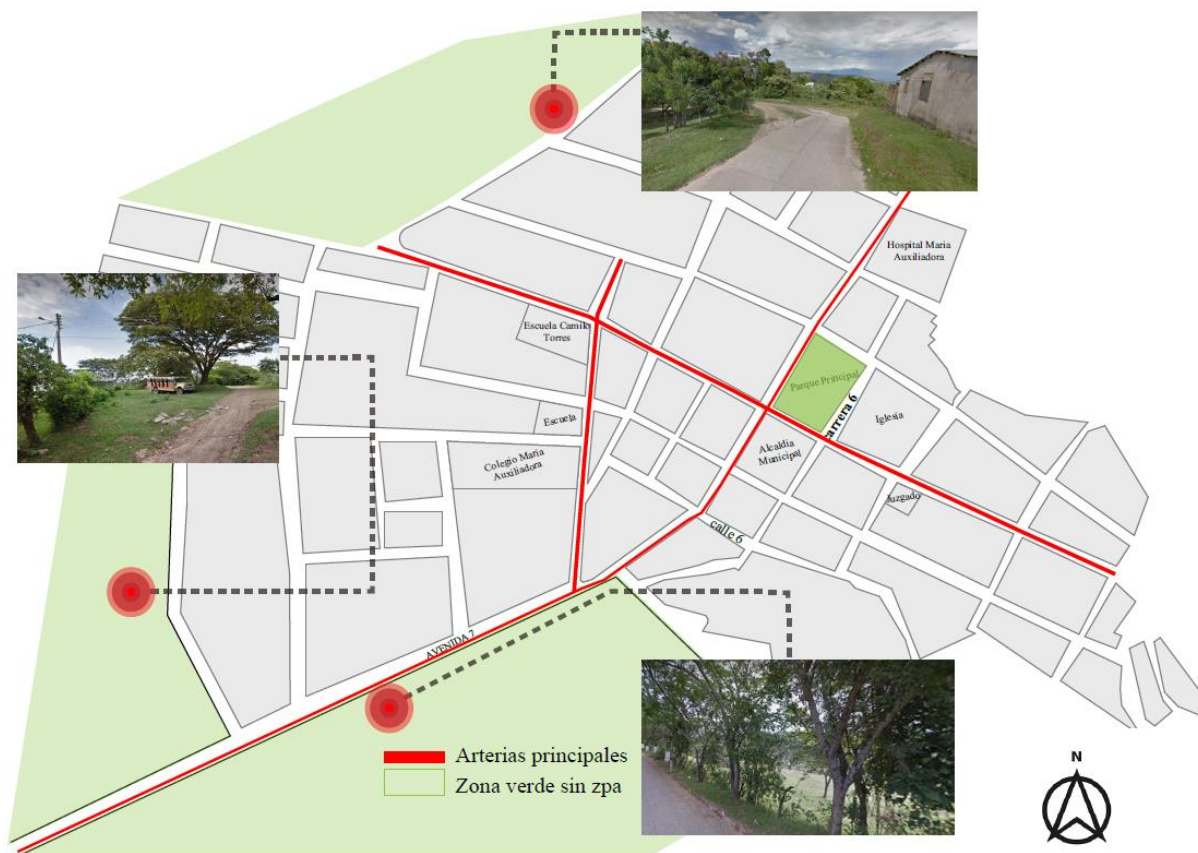 Hospital Maria
Auxiliadora
Escuela Camilo
Torres
Parque Principal
carrera 6
Iglesia
Escuela
Colegio Maria
Auxiliadora
Alcaldia
Municipal
Juzgado
calle 6
AVENIDA 7
Arterias principales
Zona verde sin zpa
N